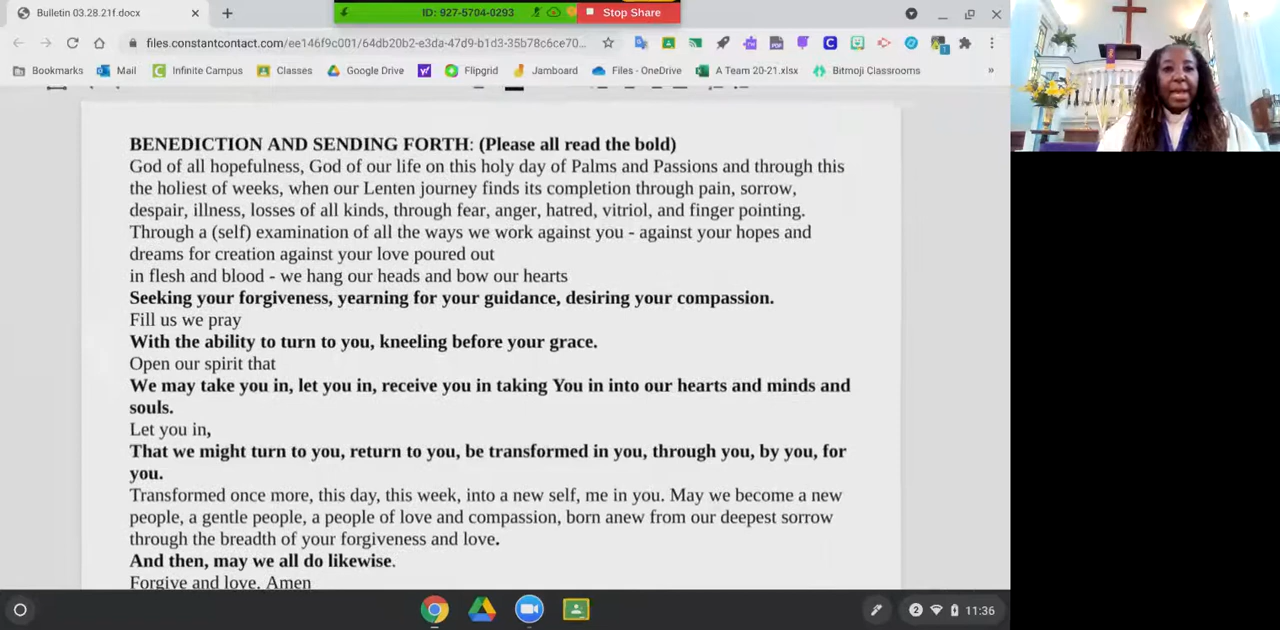 Bulletin 03.28.21f.docx
ID: 927-5704-0293
Stop Share
files.constantcontact.com/ee146f9c001/64db20b2-e3da-47d9-b1d3-35b78c6ce70...
Bookmarks Mail Infinite Campus Classes Google Drive Flipgrid Jamboard Files - OneDrive A Team 20-21.xlsx Bitmoji Classrooms »
BENEDICTION AND SENDING FORTH: (Please all read the bold)
God of all hopefulness, God of our life on this holy day of Palms and Passions and through this
the holiest of weeks, when our Lenten journey finds its completion through pain, sorrow,
despair, illness, losses of all kinds, through fear, anger, hatred, vitriol, and finger pointing.
Through a (self) examination of all the ways we work against you - against your hopes and
dreams for creation against your love poured out
in flesh and blood - we hang our heads and bow our hearts
Seeking your forgiveness, yearning for your guidance, desiring your compassion.
Fill us we pray
With the ability to turn to you, kneeling before your grace.
Open our spirit that
We may take you in, let you in, receive you in taking You in into our hearts and minds and
souls.
Let you in,
That we might turn to you, return to you, be transformed in you, through you, by you, for
you.
Transformed once more, this day, this week, into a new self, me in you. May we become a new
people, a gentle people, a people of love and compassion, born anew from our deepest sorrow
through the breadth of your forgiveness and love.
And then, may we all do likewise.
Forgive and love. Amen
2 11:36